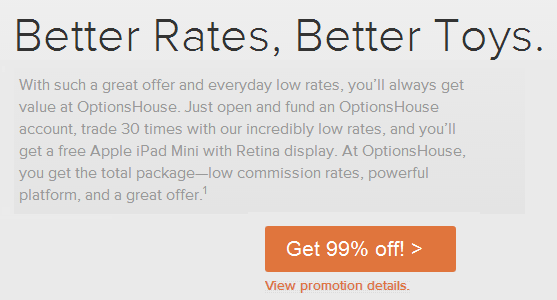 Better Rates, Better Toys.
With such a great offer and everyday low rates, you’ll always get
value at OptionsHouse. Just open and fund an OptionsHouse
account, trade 30 times with our incredibly low rates, and you’ll
get a free Apple iPad Mini with Retina display. At OptionsHouse,
you get the total package—low commission rates, powerful
platform, and a great offer.¹
Get 99% off! >
View promotion details.